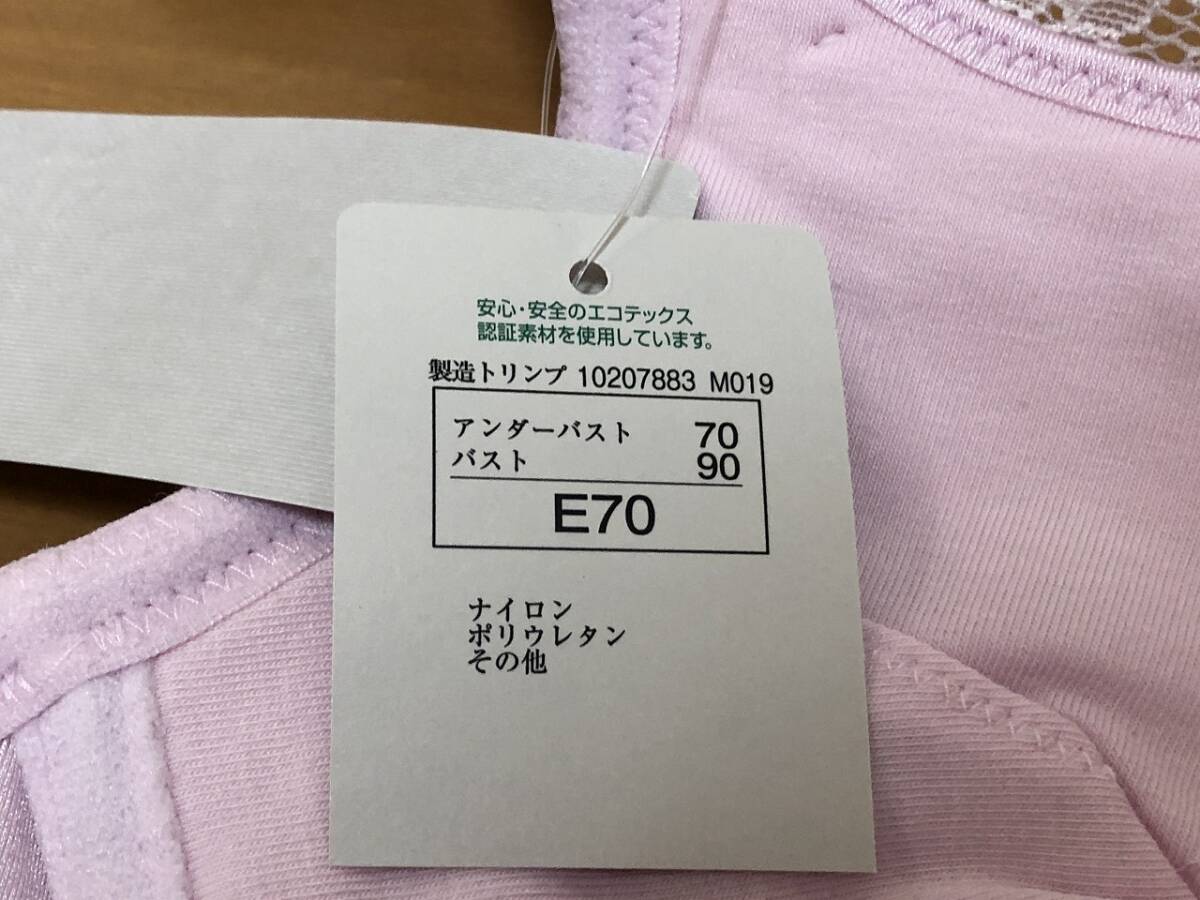 安心・安全のエコテックス
認証素材を使用しています。
製造トリンプ 10207883 M019
アンダーバスト 70
バスト 90
E70
ナイロン
ポリウレタン
その他